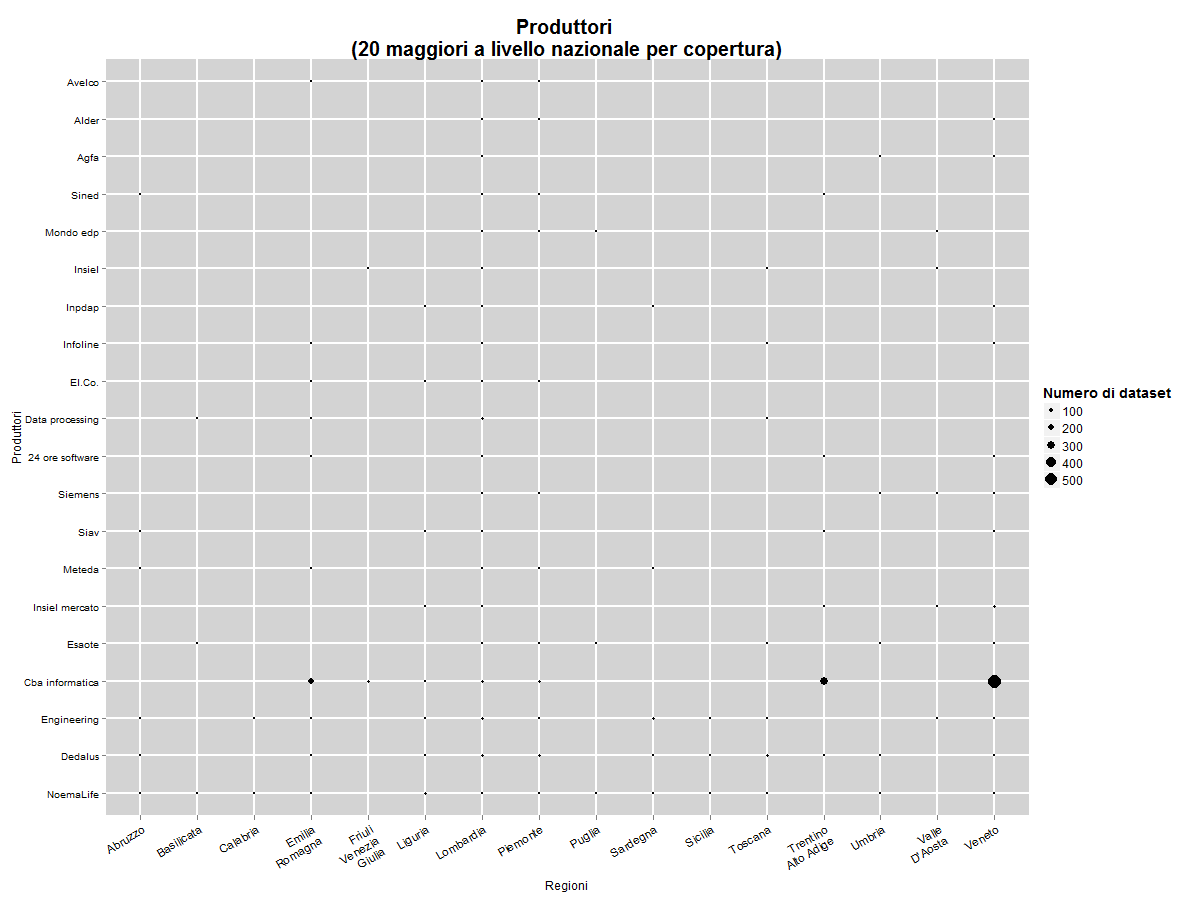 Produttori
(20 maggiori a livello nazionale per copertura)
Avelco
Alder
Agfa
Sined
Mondo edp
Insiel
Inpdap
Infoline
El.Co.
Data processing
24 ore software
Siemens
Siav
Meteda
Insiel mercato
Esaote
Cba informatica
Engineering
Dedalus
NoemaLife
Produttori
Numero di dataset
100
200
300
400
500
Abruzzo
Basilicata
Calabria
Emilia
Romagna
Friuli
Venezia
Giulia
Liguria
Lombardia
Piemonte
Puglia
Sardegna
Sicilia
Toscana
Trentino
Alto Adige
Umbria
Valle
D'Aosta
Veneto
Regioni